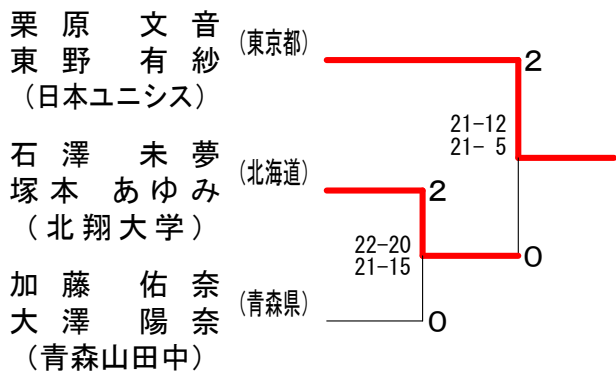 栗原 文音
東野 有紗
(日本ユニシス)
(東京都)
2
21-12
21- 5
石澤 未夢
塚本 あゆみ
(北翔大学)
(北海道)
2
22-20
21-15
0
加藤 佑奈
大澤 陽奈
(青森山田中)
(青森県)
0